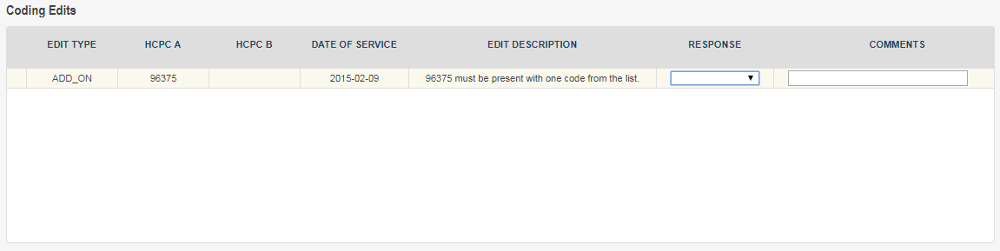 Coding Edits
EDIT TYPE HCPC A HCPC B DATE OF SERVICE EDIT DESCRIPTION RESPONSE COMMENTS
ADD_ON 96375 2015-02-09 96375 must be present with one code from the list.